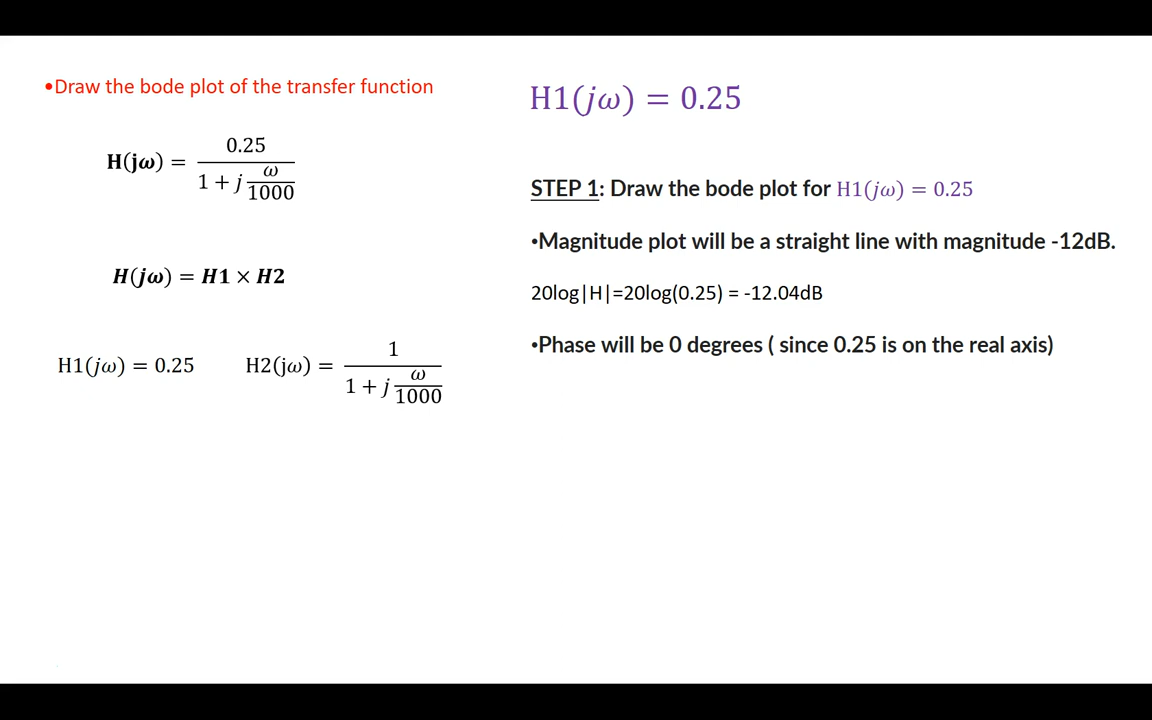 •Draw the bode plot of the transfer function
H(jω) = 0.25 / (1 + j ω/1000)
H(jω) = H1 × H2
H1(jω) = 0.25 H2(jω) = 1 / (1 + j ω/1000)
H1(jω) = 0.25
STEP 1: Draw the bode plot for H1(jω) = 0.25
•Magnitude plot will be a straight line with magnitude -12dB.
20log|H|=20log(0.25) = -12.04dB
•Phase will be 0 degrees ( since 0.25 is on the real axis)